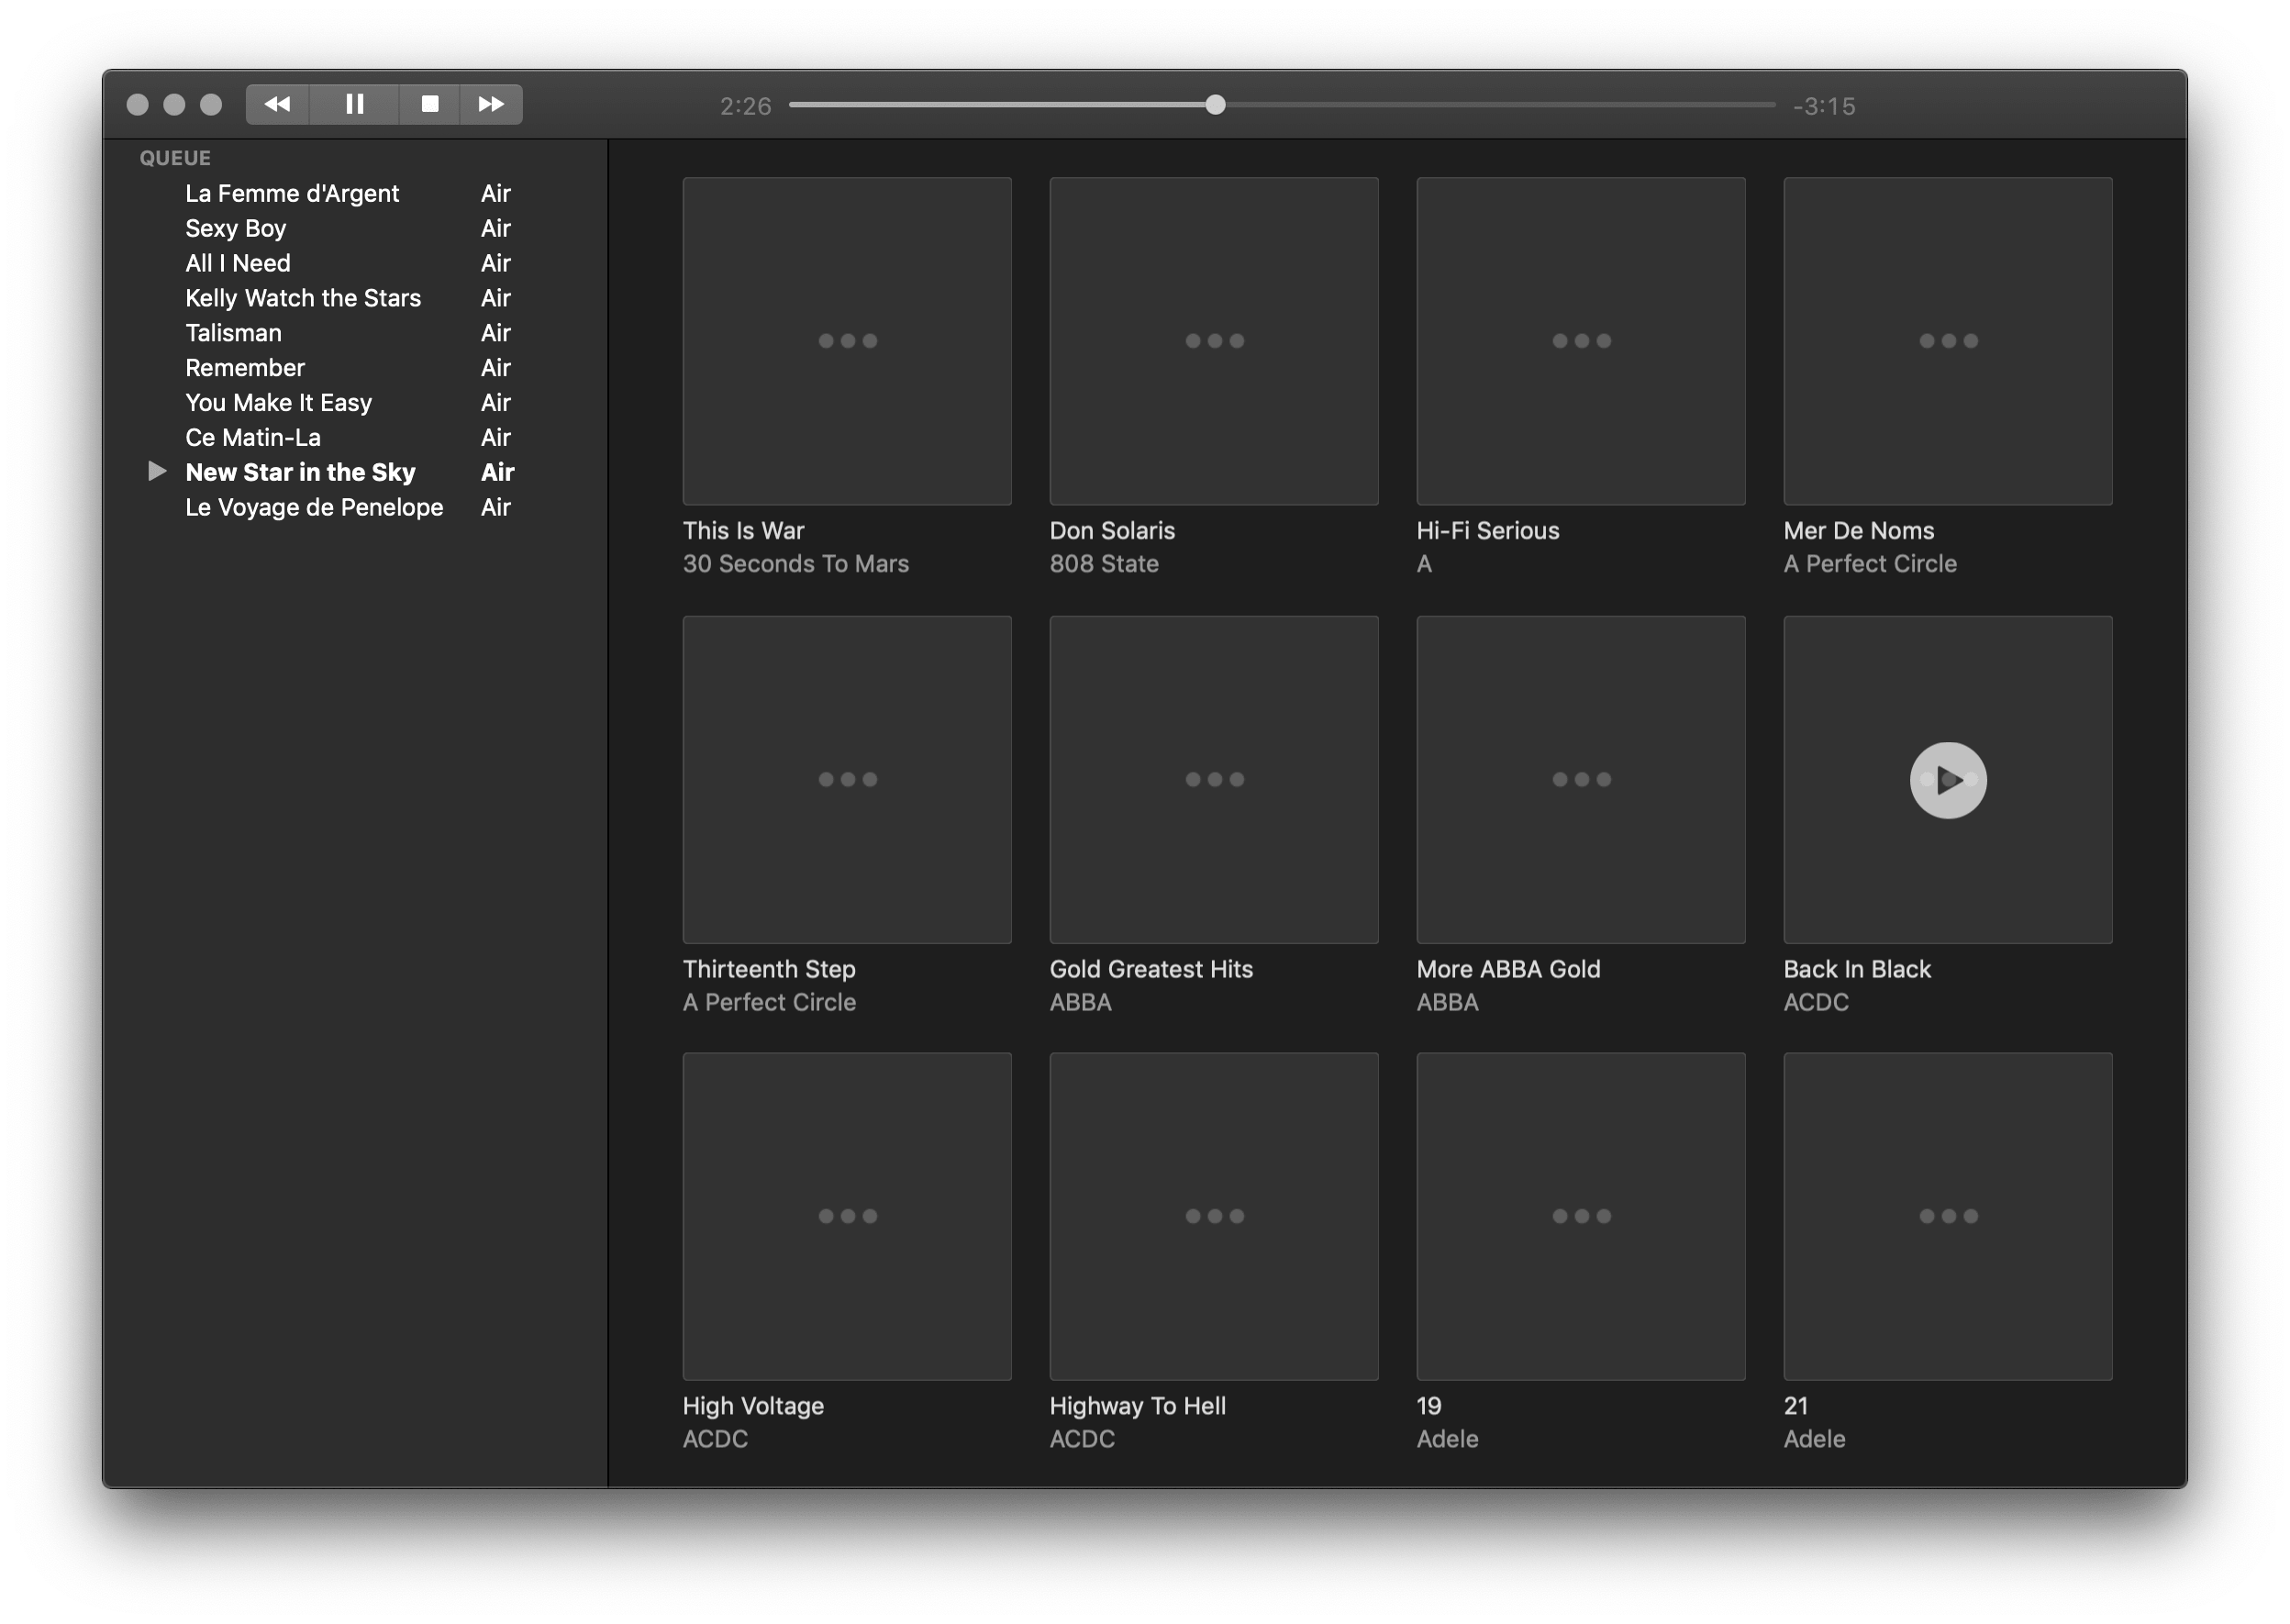 2:26 -3:15
QUEUE
La Femme d'Argent Air
Sexy Boy Air
All I Need Air
Kelly Watch the Stars Air
Talisman Air
Remember Air
You Make It Easy Air
Ce Matin-La Air
New Star in the Sky Air
Le Voyage de Penelope Air
This Is War
30 Seconds To Mars
Don Solaris
808 State
Hi-Fi Serious
A
Mer De Noms
A Perfect Circle
Thirteenth Step
A Perfect Circle
Gold Greatest Hits
ABBA
More ABBA Gold
ABBA
Back In Black
ACDC
High Voltage
ACDC
Highway To Hell
ACDC
19
Adele
21
Adele